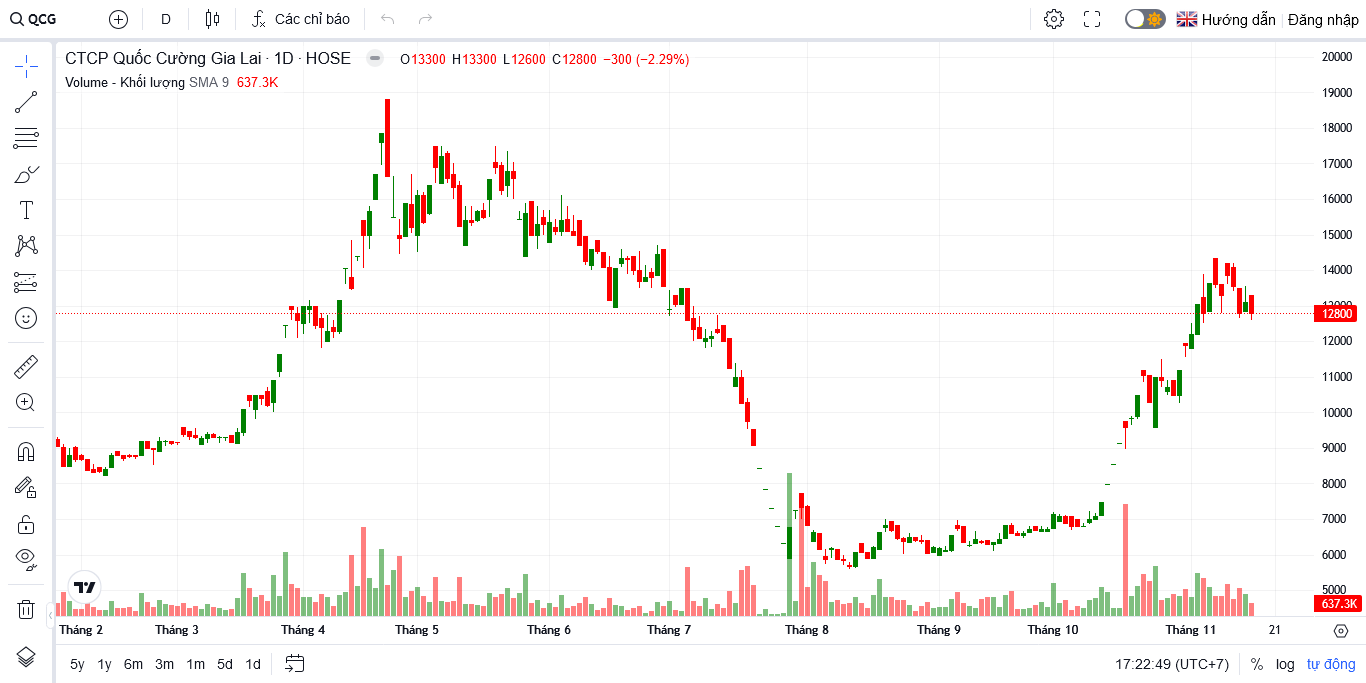 QCG D Các chỉ báo Hướng dẫn Đăng nhập
CTCP Quốc Cường Gia Lai · 1D · HOSE O13300 H13300 L12600 C12800 −300 (−2.29%)
Volume - Khối lượng SMA 9 637.3K
20000
19000
18000
17000
16000
15000
14000
13000
12800
12000
11000
10000
9000
8000
7000
6000
5000
637.3K
Tháng 2 Tháng 3 Tháng 4 Tháng 5 Tháng 6 Tháng 7 Tháng 8 Tháng 9 Tháng 10 Tháng 11 21
5y 1y 6m 3m 1m 5d 1d 17:22:49 (UTC+7) % log tự động